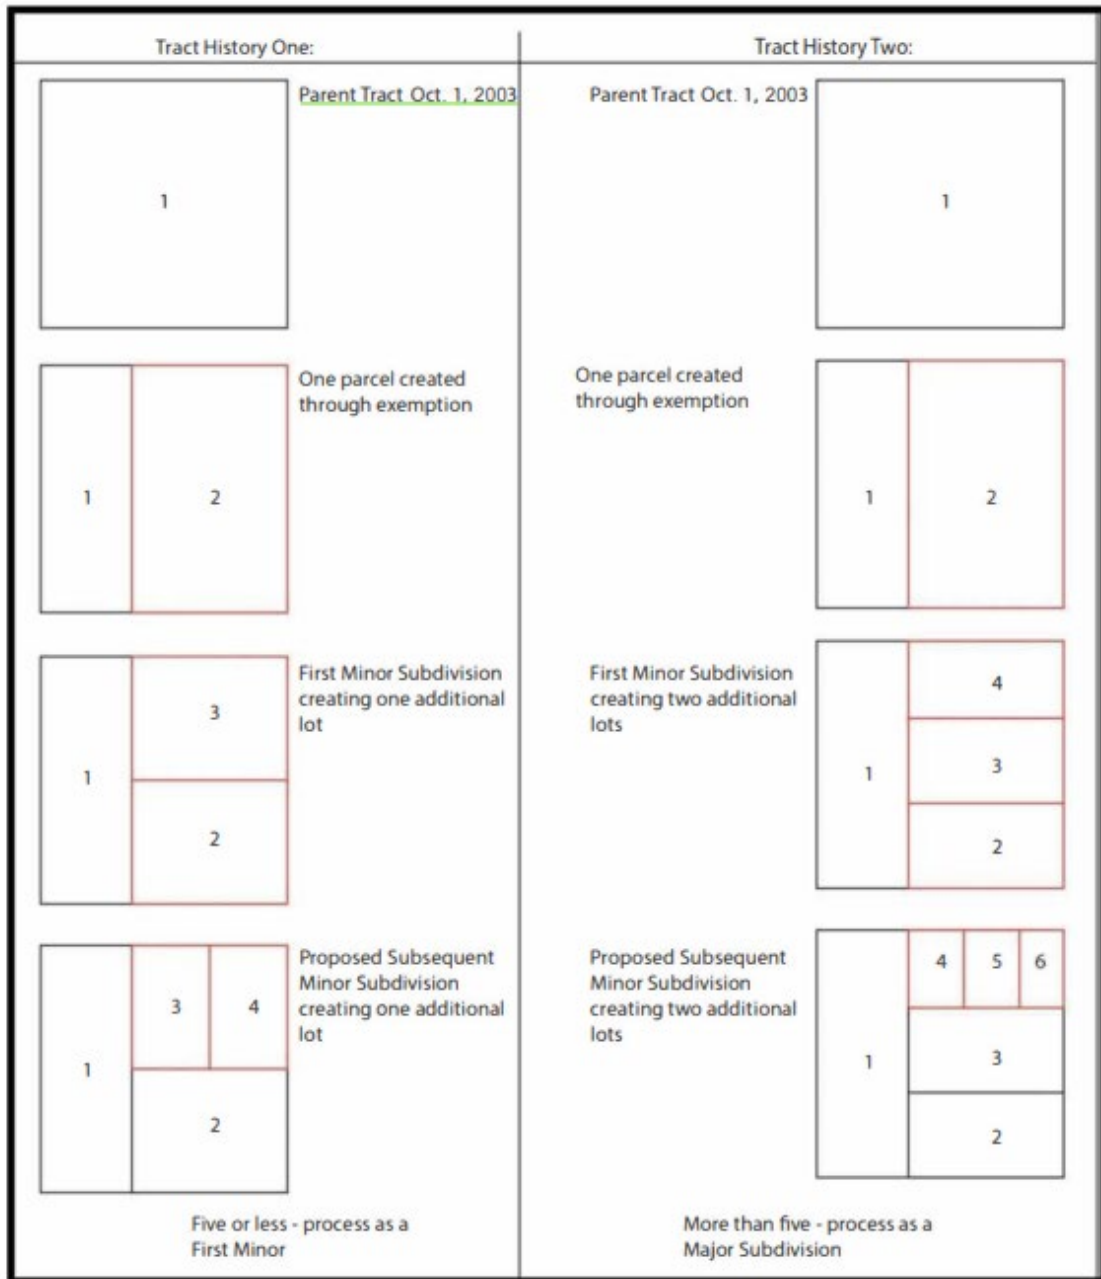 Tract History One:
Parent Tract Oct. 1, 2003
1
One parcel created
through exemption
1
2
First Minor Subdivision
creating one additional
lot
3
1
2
Proposed Subsequent
Minor Subdivision
creating one additional
lot
3
4
1
2
Five or less - process as a
First Minor
Tract History Two:
Parent Tract Oct. 1, 2003
1
One parcel created
through exemption
1
2
First Minor Subdivision
creating two additional
lots
4
3
1
2
Proposed Subsequent
Minor Subdivision
creating two additional
lots
4
5
6
3
1
2
More than five - process as a
Major Subdivision